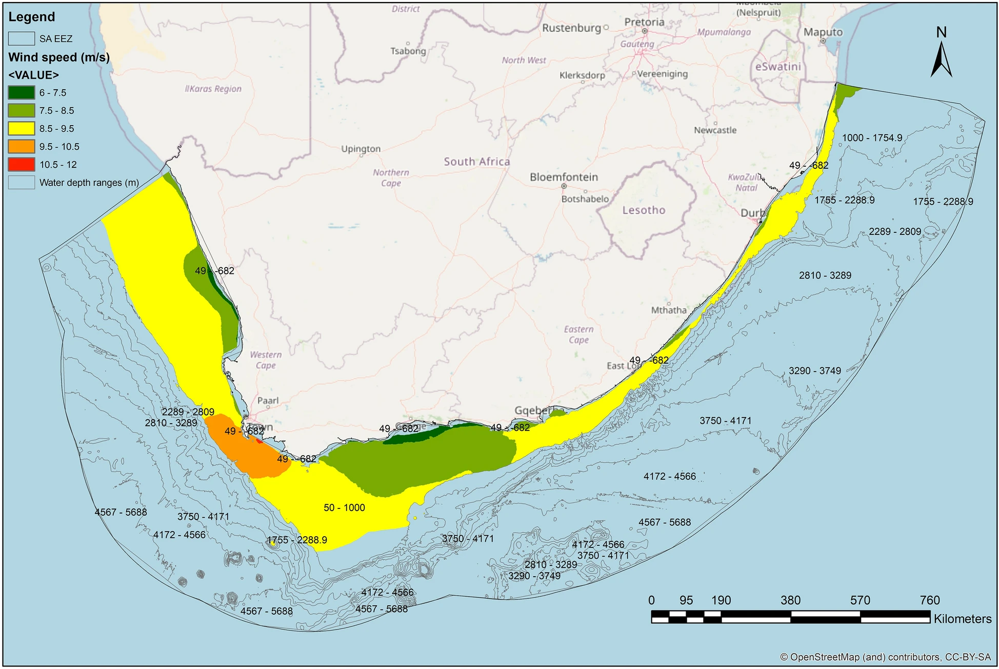 Legend
SA EEZ
Wind speed (m/s)
<VALUE>
6 - 7.5
7.5 - 8.5
8.5 - 9.5
9.5 - 10.5
10.5 - 12
Water depth ranges (m)
District
(Nelspruit)
Rustenburg
Pretoria
Mpumalanga
Maputo
N
Tsabong
Gauteng
North West
eSwatini
Klerksdorp
Vereeniging
llKaras Region
Newcastle
1000 - 1754.9
Upington
South Africa
49 - -682
Northern
Cape
Bloemfontein
KwaZulu-
Natal
Botshabelo
1755 - 2288.9
1755 - 2288.9
Lesotho
Durb
2289 - 2809
49 - -682
2810 - 3289
Mthatha
Eastern
Cape
Western
Cape
49 - -682
East Lon
3290 - 3749
Paarl
2289 - 2809
2810 - 3289
Gqeberha
3750 - 4171
Town
49 - -682
49 - -682
George
49 - -682
49 - -682
4172 - 4566
50 - 1000
4567 - 5688
3750 - 4171
4567 - 5688
4172 - 4566
1755 - 2288.9
3750 - 4171
4172 - 4566
3750 - 4171
2810 - 3289
3290 - 3749
4172 - 4566
4567 - 5688
4567 - 5688
0 95 190 380 570 760
Kilometers
© OpenStreetMap (and) contributors, CC-BY-SA